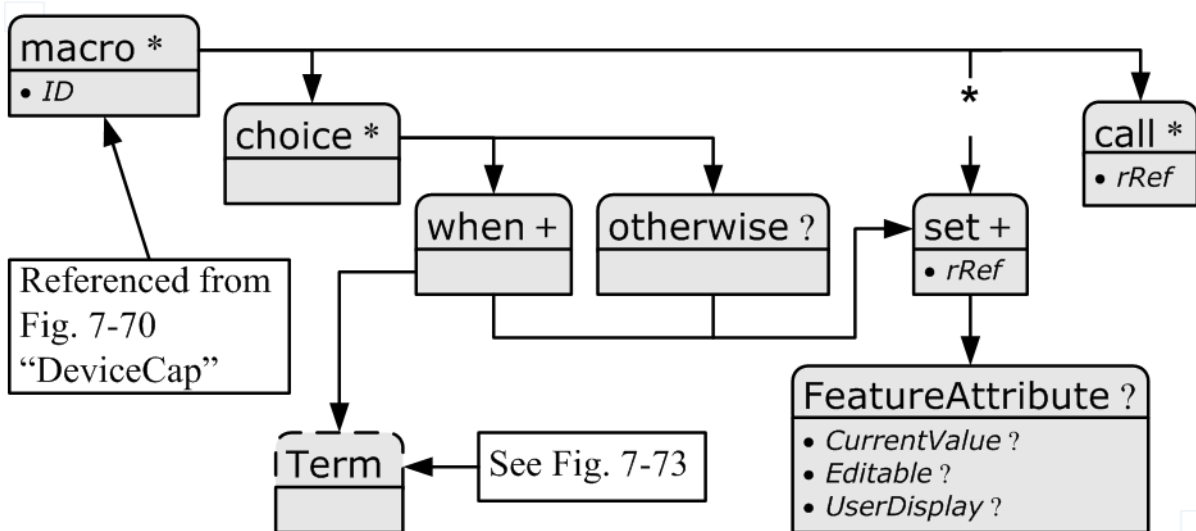 macro *
• ID
choice *
*
call *
• rRef
when +
otherwise ?
set +
• rRef
Referenced from
Fig. 7-70
“DeviceCap”
FeatureAttribute ?
• CurrentValue ?
• Editable ?
• UserDisplay ?
Term
See Fig. 7-73